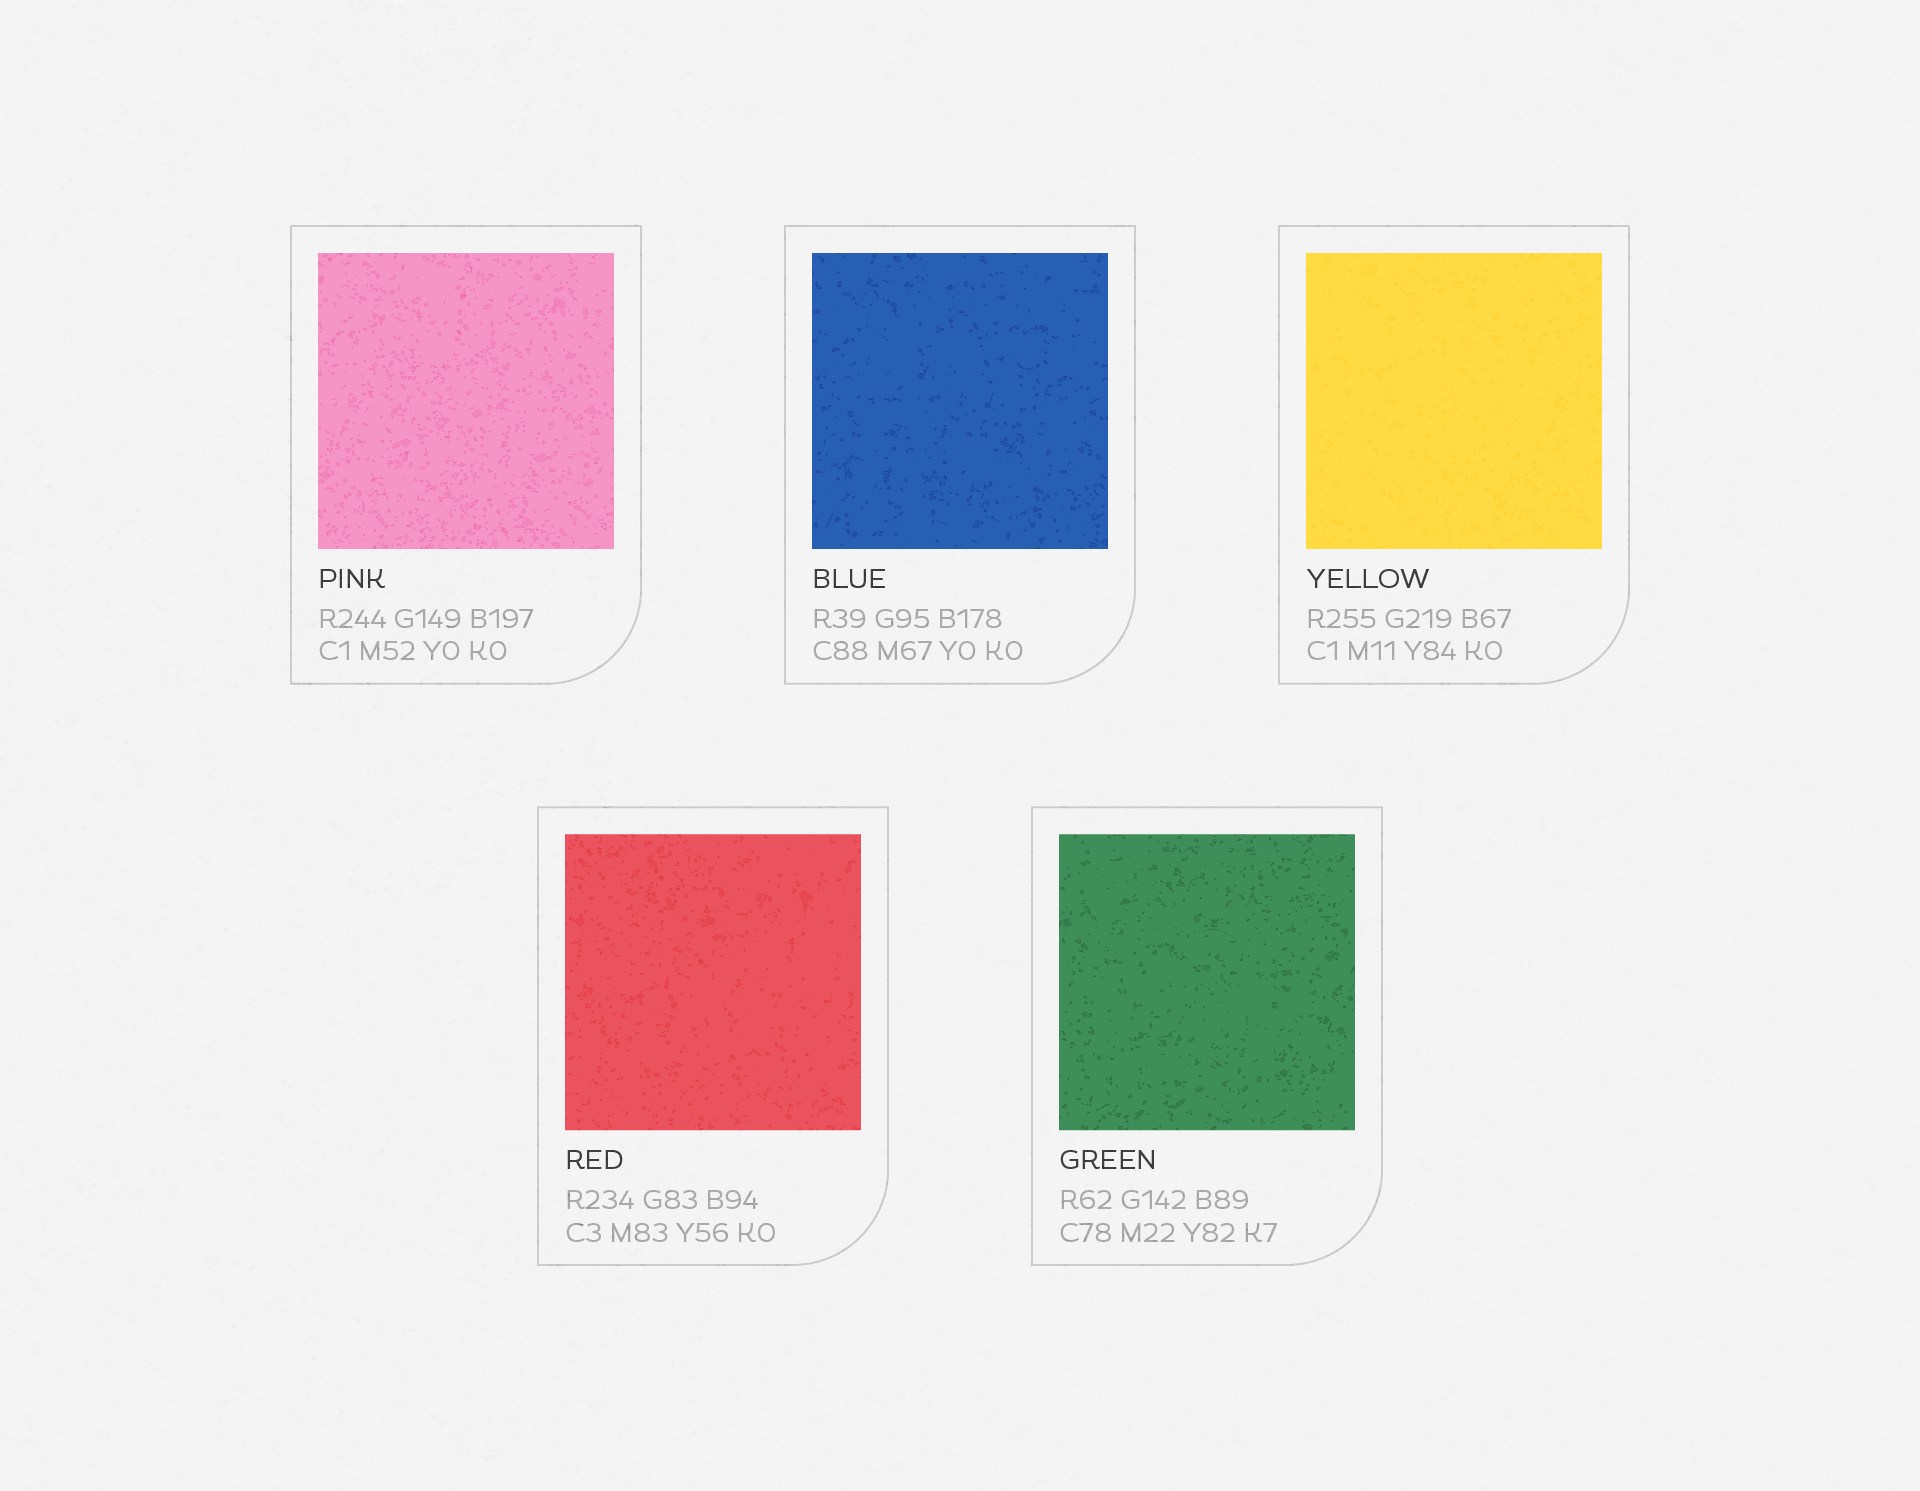 PINK
R244 G149 B197
C1 M52 Y0 K0
BLUE
R39 G95 B178
C88 M67 Y0 K0
YELLOW
R255 G219 B67
C1 M11 Y84 K0
RED
R234 G83 B94
C3 M83 Y56 K0
GREEN
R62 G142 B89
C78 M22 Y82 K7